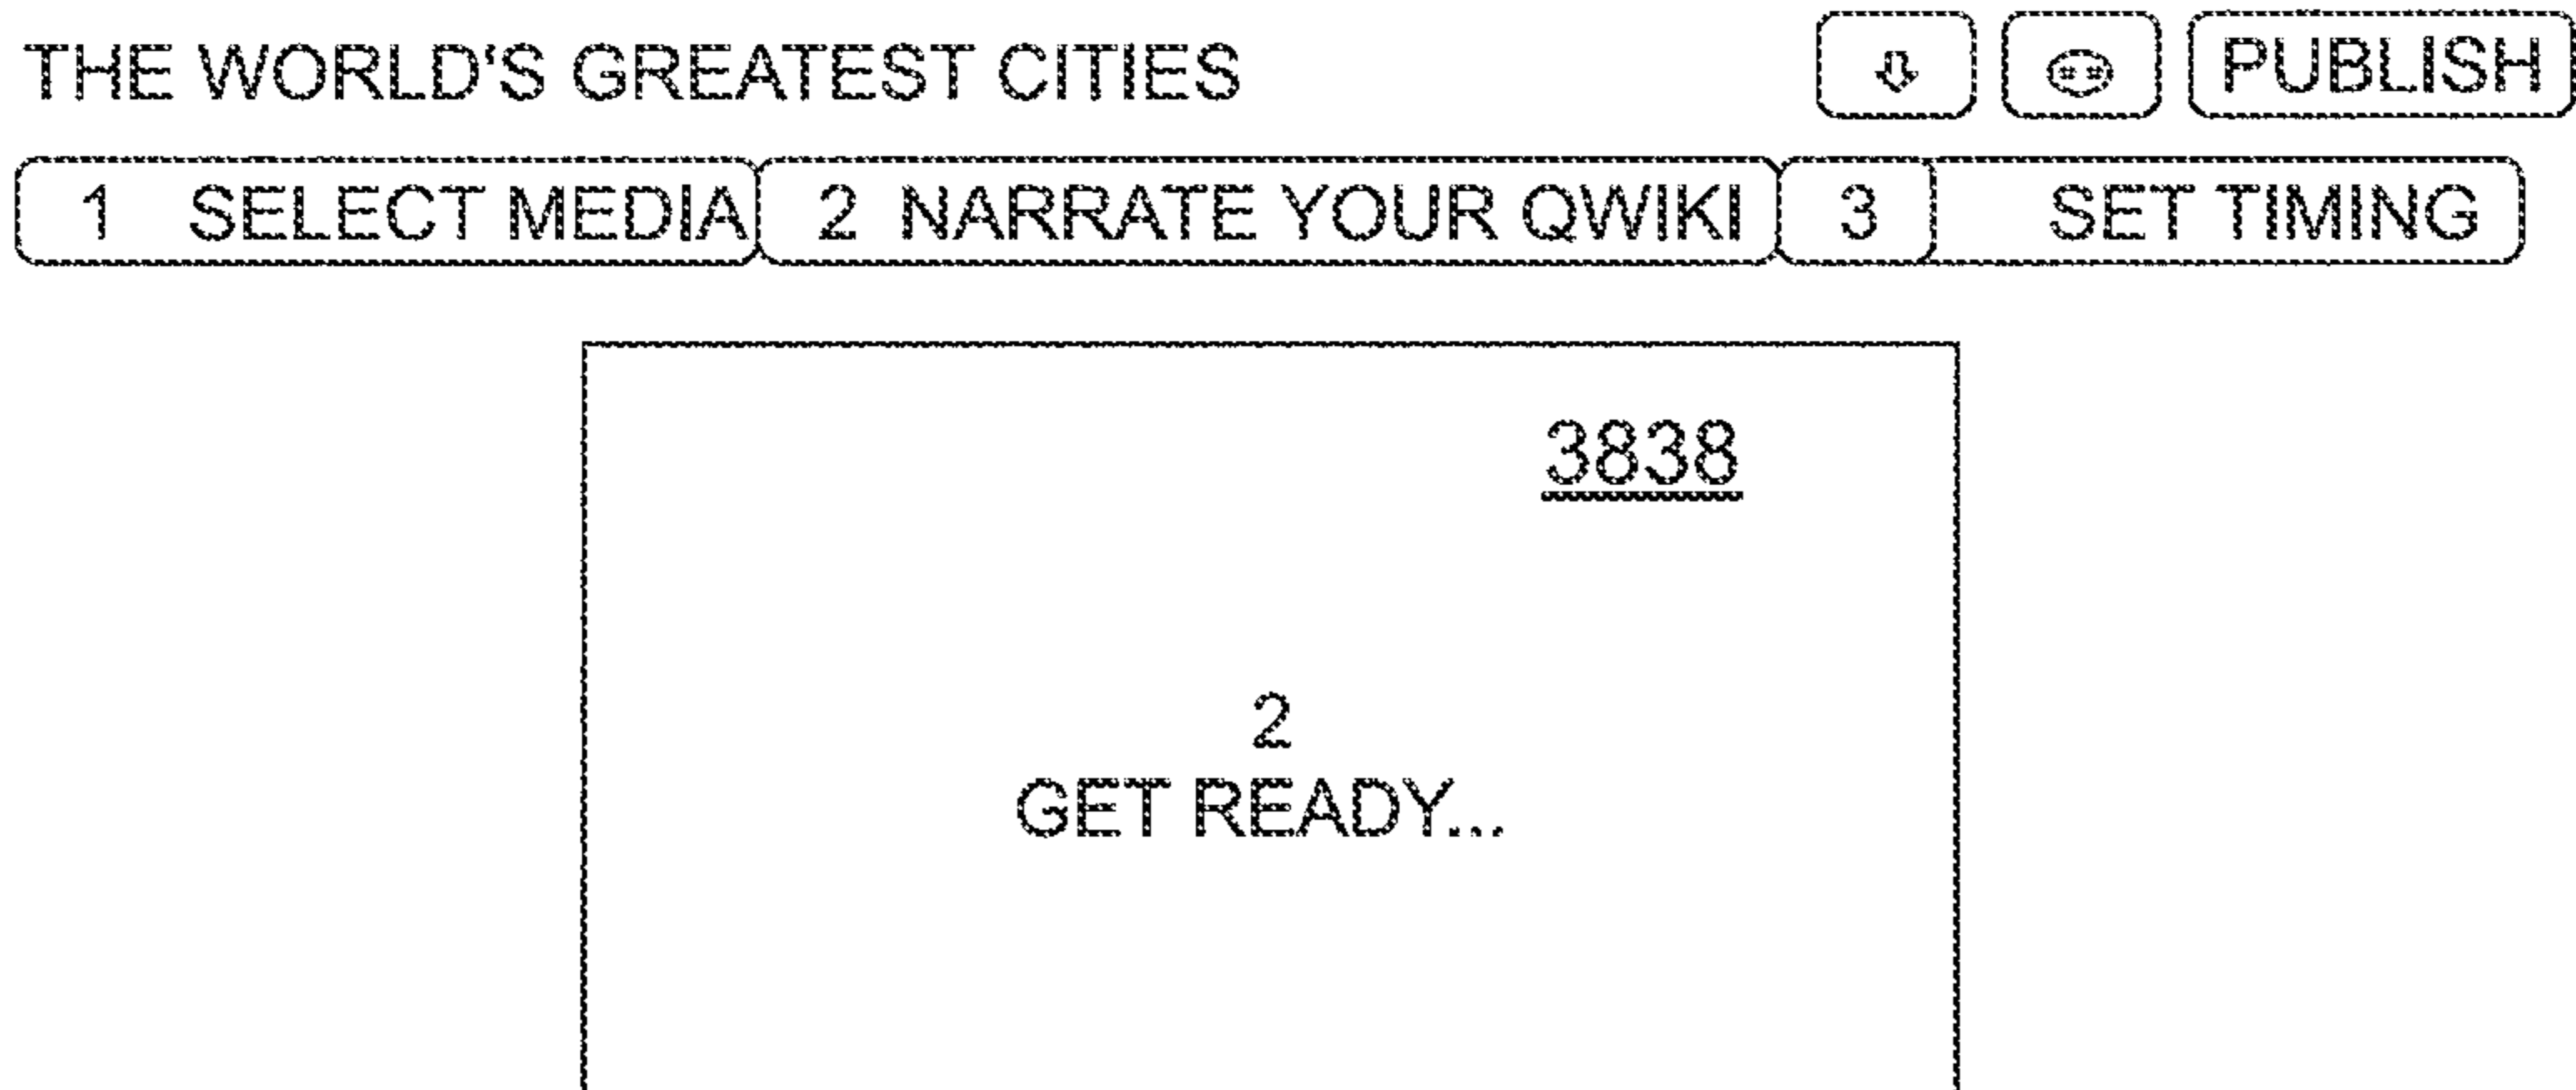 THE WORLD'S GREATEST CITIES PUBLISH
1 SELECT MEDIA 2 NARRATE YOUR QWIKI 3 SET TIMING
3838
2
GET READY...